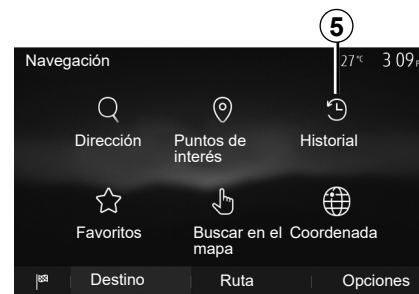 5
Navegación 27°C 3 09
Dirección Puntos de interés Historial
Favoritos Buscar en el mapa Coordenada
Destino Ruta Opciones